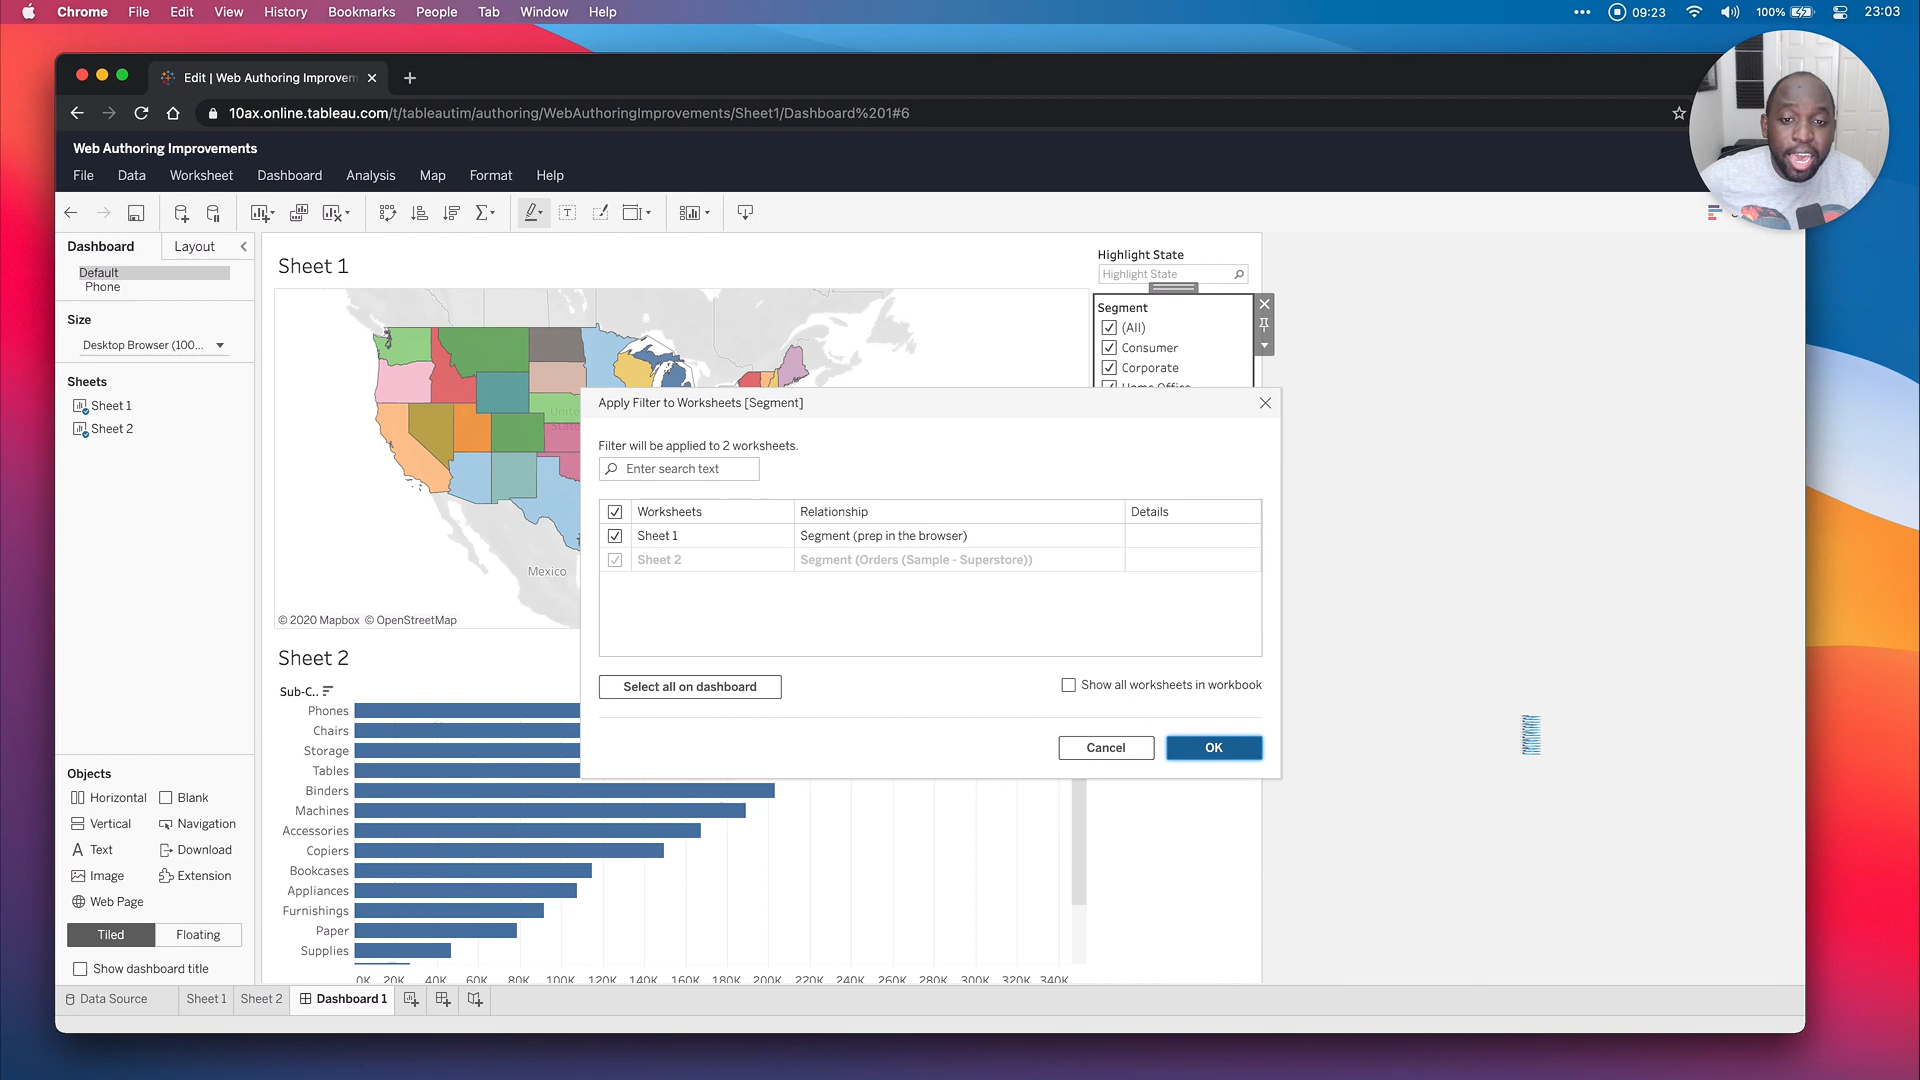 Chrome File Edit View History Bookmarks People Tab Window Help
09:23 100% 23:03
Edit | Web Authoring Improvem
10ax.online.tableau.com/t/tableautim/authoring/WebAuthoringImprovements/Sheet1/Dashboard%201#6
Web Authoring Improvements
File Data Worksheet Dashboard Analysis Map Format Help
Dashboard Layout
Default
Phone
Size
Desktop Browser (100...
Sheets
Sheet 1
Sheet 2
Objects
Horizontal Blank
Vertical Navigation
Text Download
Image Extension
Web Page
Tiled Floating
Show dashboard title
Sheet 1
Mexico
© 2020 Mapbox © OpenStreetMap
Highlight State
Highlight State
Segment
(All)
Consumer
Corporate
Home Office
Apply Filter to Worksheets [Segment]
Filter will be applied to 2 worksheets.
Enter search text
Worksheets Relationship Details
Sheet 1 Segment (prep in the browser)
Sheet 2 Segment (Orders (Sample - Superstore))
Select all on dashboard
Show all worksheets in workbook
Cancel OK
Sheet 2
Sub-C..
Phones
Chairs
Storage
Tables
Binders
Machines
Accessories
Copiers
Bookcases
Appliances
Furnishings
Paper
Supplies
0K 20K 40K 60K 80K 100K 120K 140K 160K 180K 200K 220K 240K 260K 280K 300K 320K 340K
Data Source Sheet 1 Sheet 2 Dashboard 1